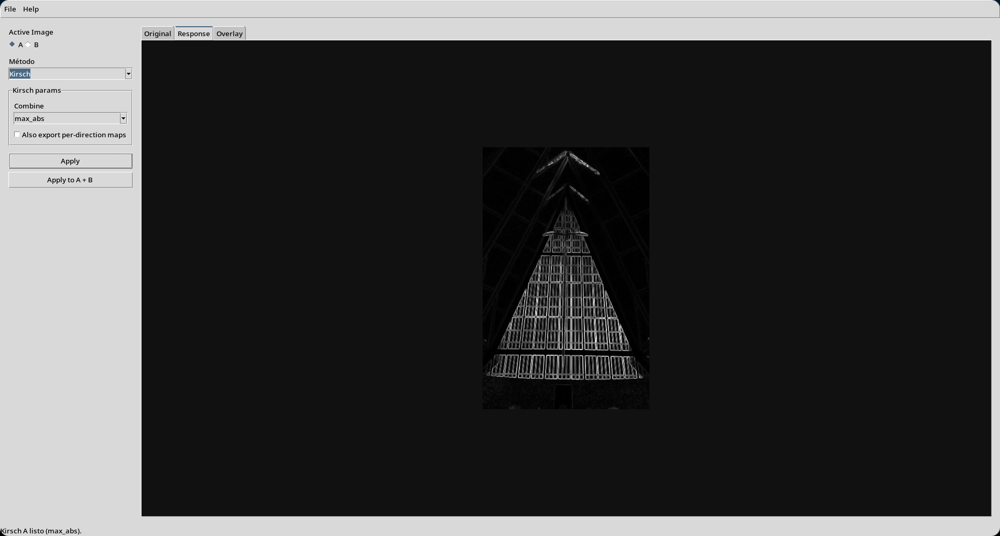 File Help
Active Image
A B
Método
Kirsch
Kirsch params
Combine
max_abs
Also export per-direction maps
Apply
Apply to A + B
Original Response Overlay
Kirsch A listo (max_abs).